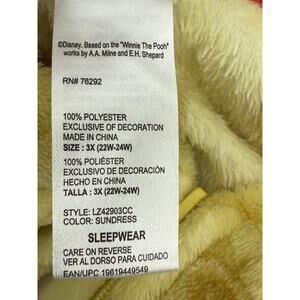 ©Disney. Based on the "Winnie The Pooh"
works by A.A. Milne and E.H. Shepard
RN# 76292
100% POLYESTER
EXCLUSIVE OF DECORATION
MADE IN CHINA
SIZE : 3X (22W-24W)
100% POLIÉSTER
EXCLUSIVO DE DECORACIÓN
HECHO EN CHINA
TALLA : 3X (22W-24W)
STYLE: LZ42903CC
COLOR: SUNDRESS
SLEEPWEAR
CARE ON REVERSE
VER AL DORSO PARA CUIDADO
EAN/UPC 19619449549